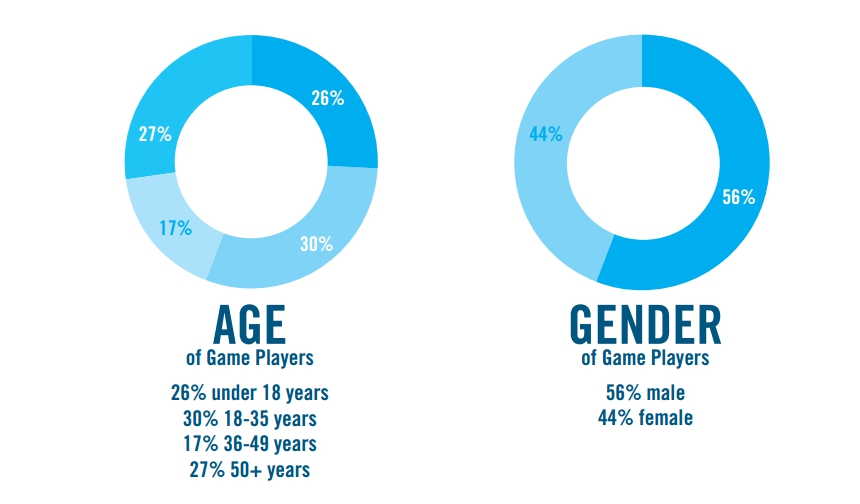 26%
27%
17%
30%
AGE
of Game Players
26% under 18 years
30% 18-35 years
17% 36-49 years
27% 50+ years
44%
56%
GENDER
of Game Players
56% male
44% female